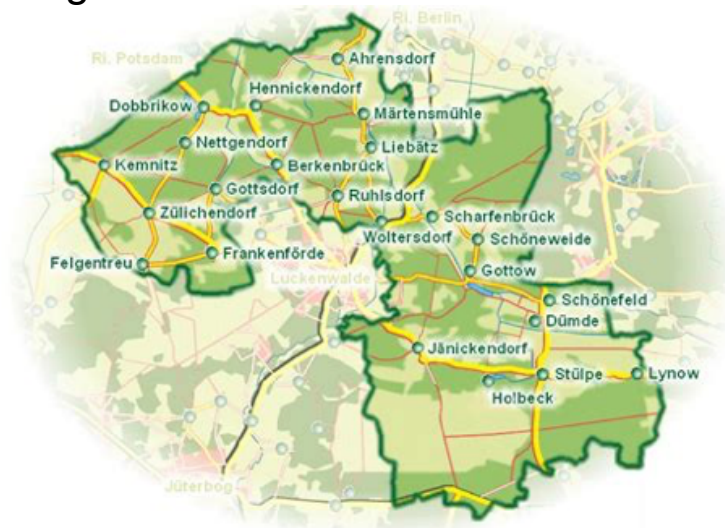 Ri. Berlin
Ri. Potsdam
Ahrensdorf
Hennickendorf
Dobbrikow
Märtensmühle
Nettgendorf
Liebätz
Kemnitz
Berkenbrück
Gottsdorf
Ruhlsdorf
Zülichendorf
Scharfenbrück
Woltersdorf
Schöneweide
Felgentreu
Frankenförde
Gottow
Luckenwalde
Schönefeld
Dümde
Jänickendorf
Stülpe
Lynow
Holbeck
Jüterbog